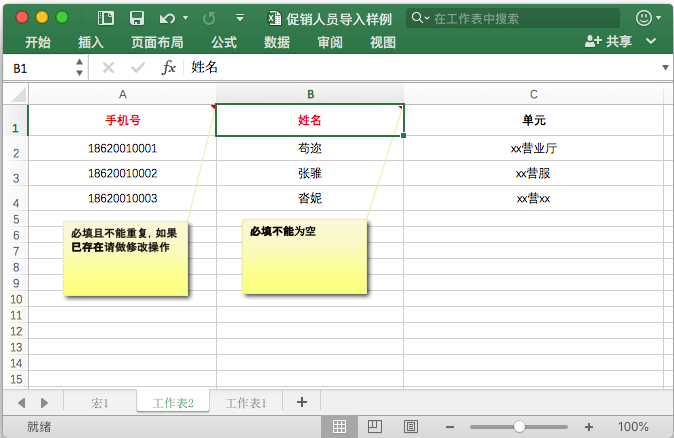 促销人员导入样例
在工作表中搜索
开始 插入 页面布局 公式 数据 审阅 视图 共享
B1 fx 姓名
A B C
1 手机号 姓名 单元
2 18620010001 苟迩 xx营业厅
3 18620010002 张骓 xx营服
4 18620010003 沓妮 xx营xx
5
6
7
8
9
10
11
12
13
14
15
必填且不能重复, 如果
已存在请做修改操作
必填不能为空
宏1 工作表2 工作表1
就绪 100%